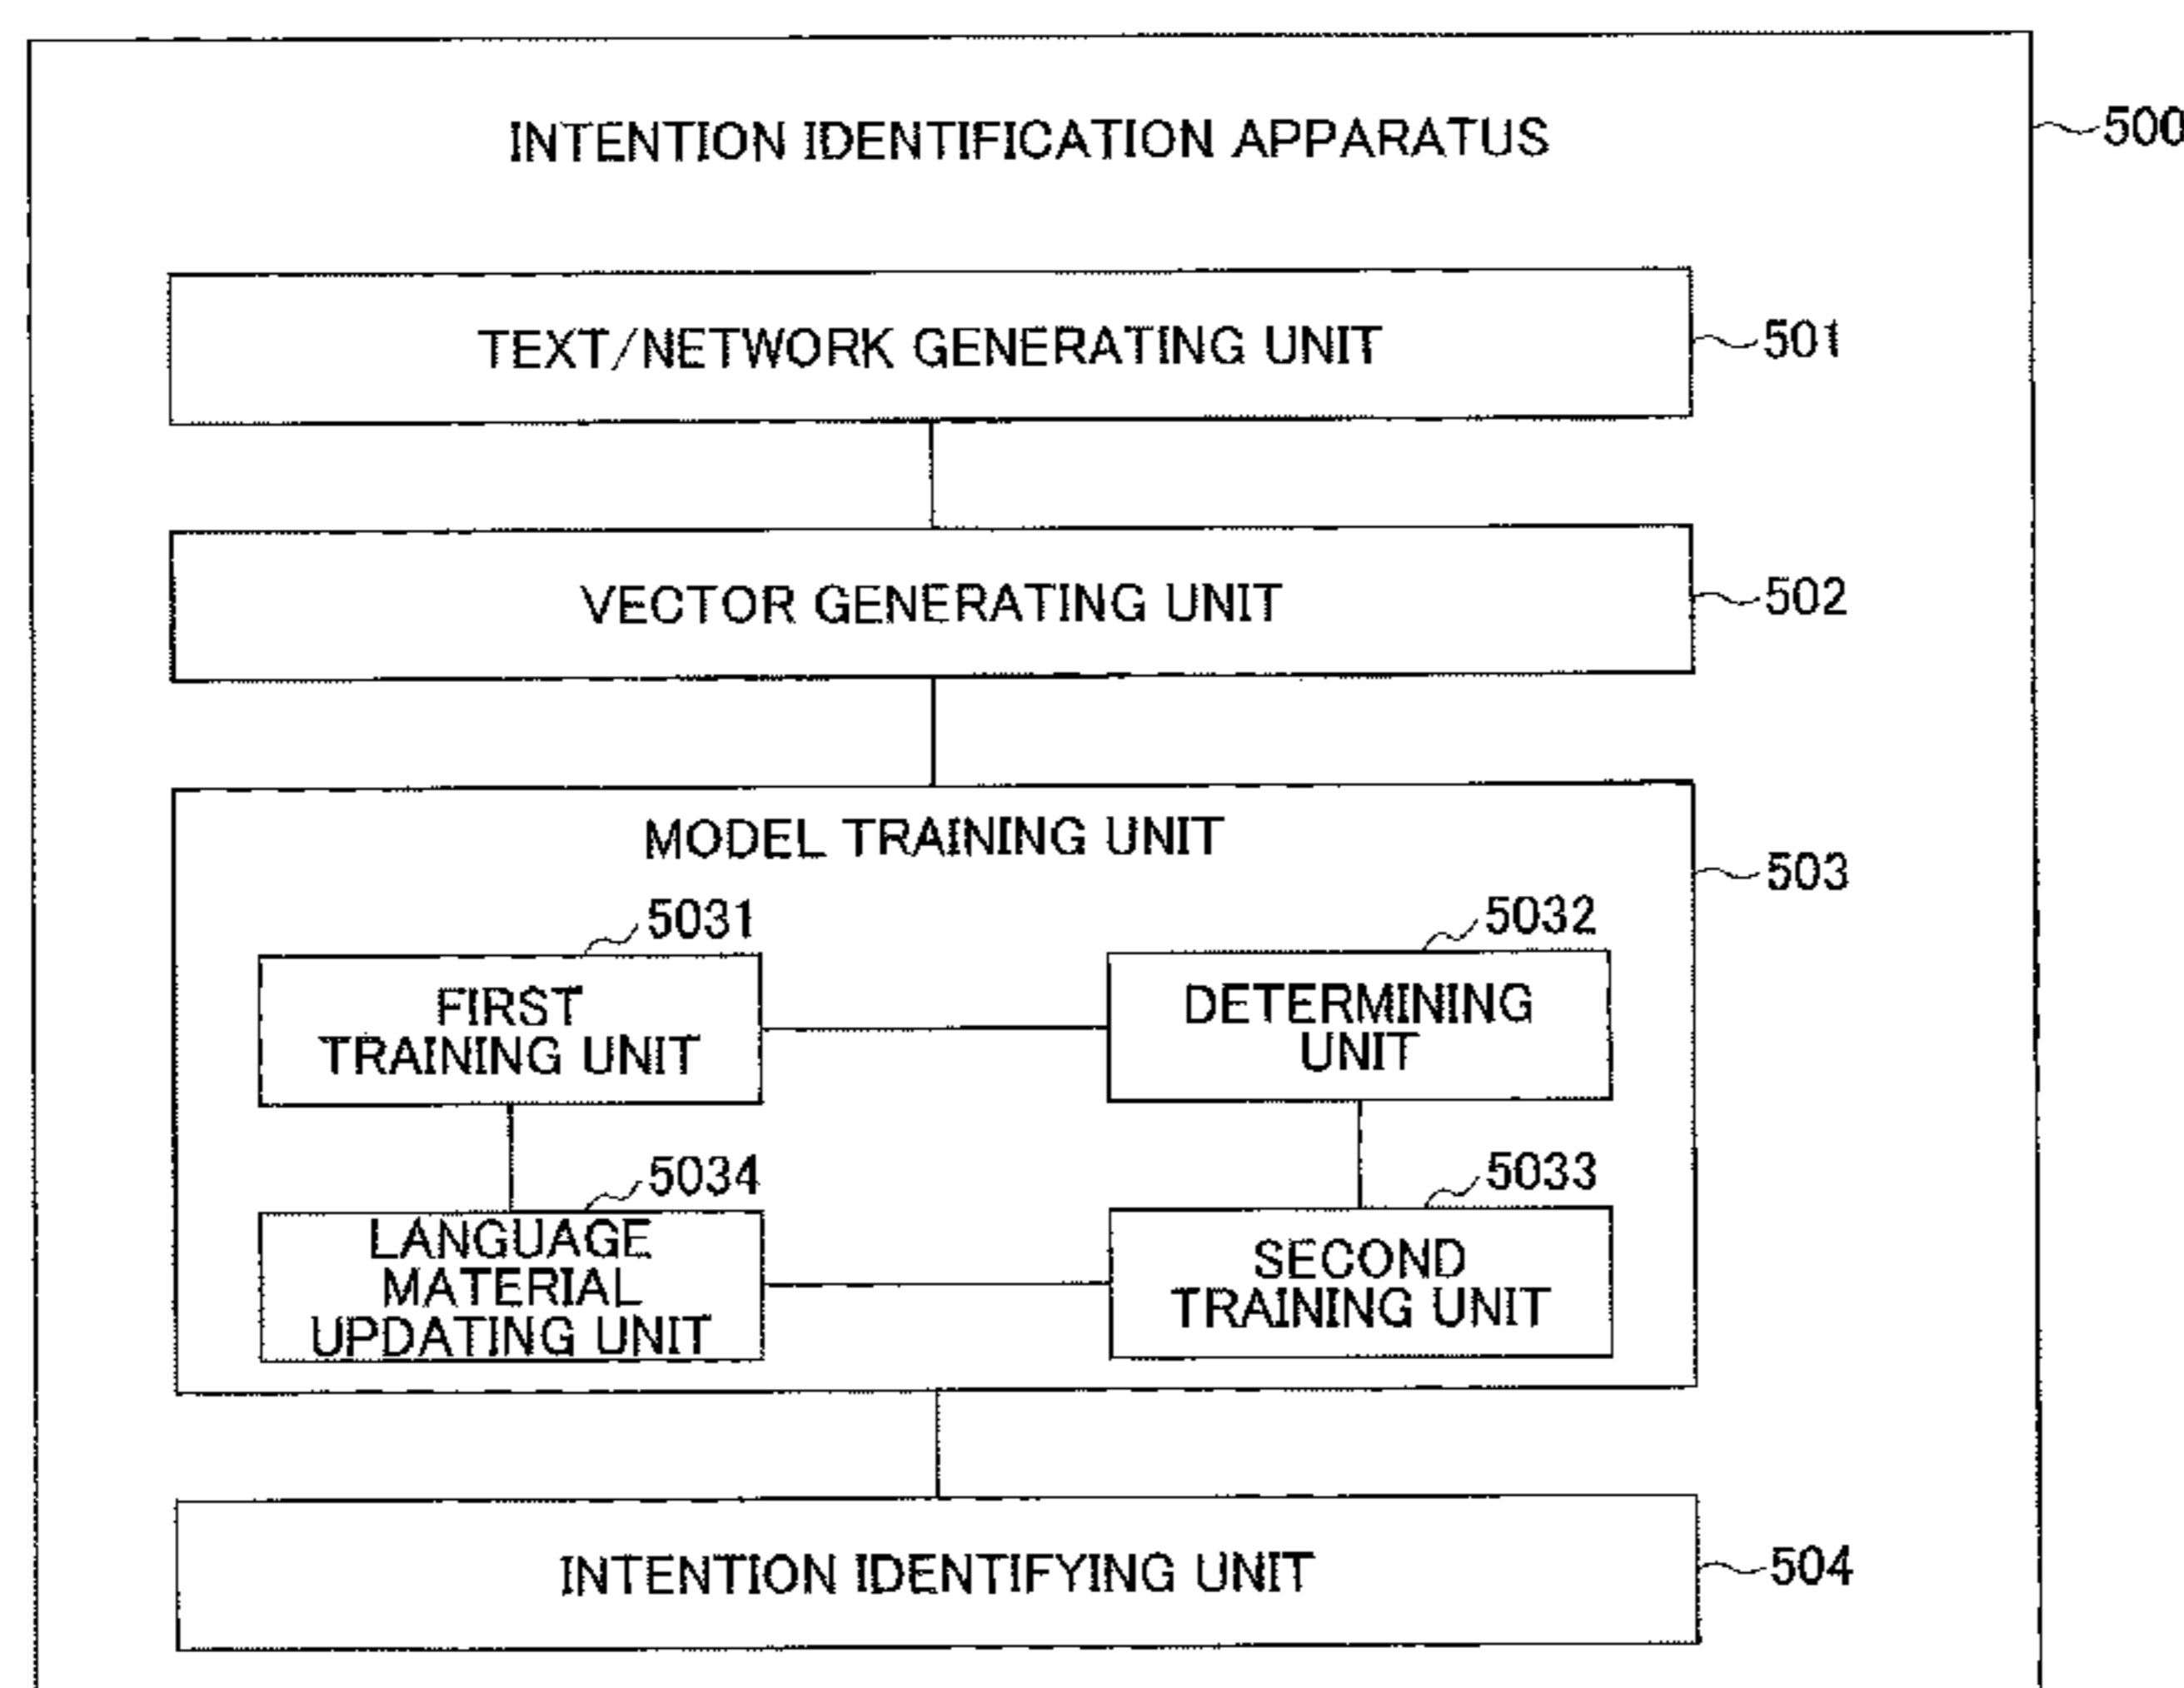 INTENTION IDENTIFICATION APPARATUS
500
TEXT/NETWORK GENERATING UNIT
501
VECTOR GENERATING UNIT
502
MODEL TRAINING UNIT
503
5031
5032
FIRST
TRAINING UNIT
DETERMINING
UNIT
5034
5033
LANGUAGE
MATERIAL
UPDATING UNIT
SECOND
TRAINING UNIT
INTENTION IDENTIFYING UNIT
504